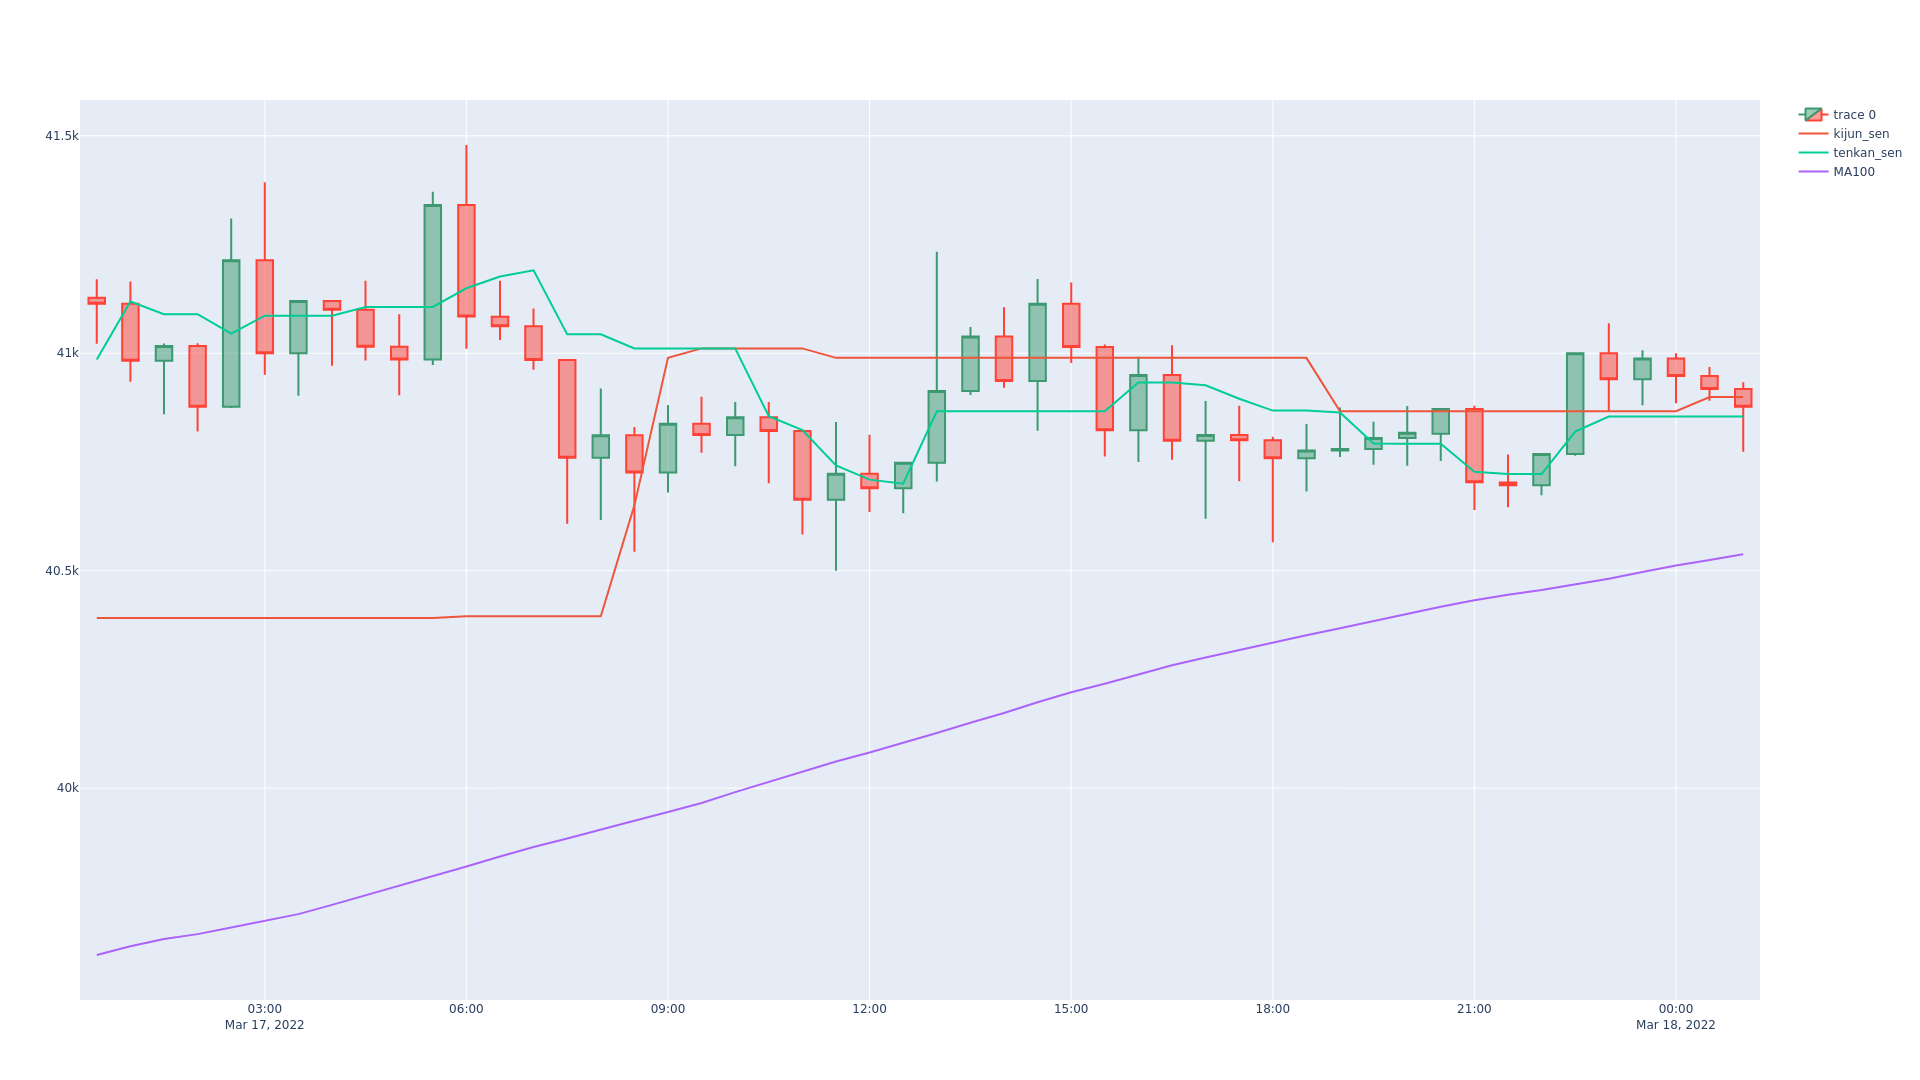 41.5k
41k
40.5k
40k
03:00
Mar 17, 2022
06:00
09:00
12:00
15:00
18:00
21:00
00:00
Mar 18, 2022
trace 0
kijun_sen
tenkan_sen
MA100